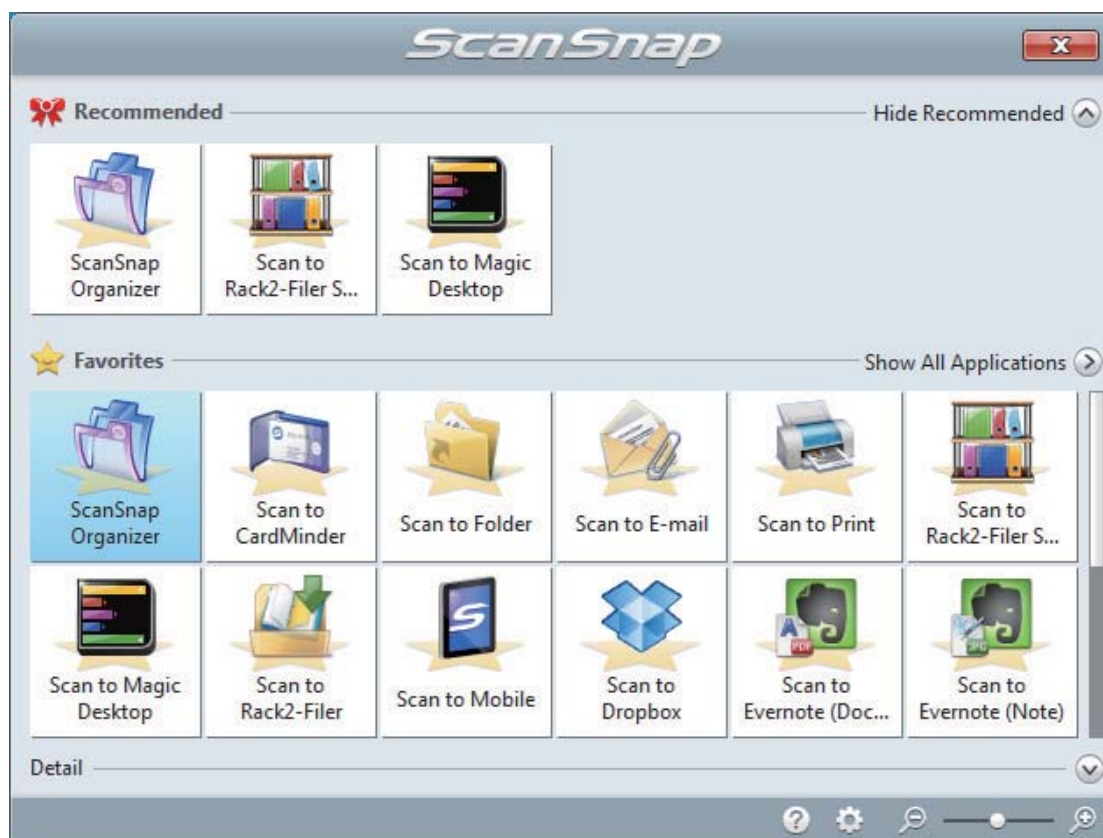 ScanSnap
Recommended
Hide Recommended
ScanSnap
Organizer
Scan to
Rack2-Filer S...
Scan to Magic
Desktop
Favorites
Show All Applications
ScanSnap
Organizer
Scan to
CardMinder
Scan to Folder
Scan to E-mail
Scan to Print
Scan to
Rack2-Filer S...
Scan to Magic
Desktop
Scan to
Rack2-Filer
Scan to Mobile
Scan to
Dropbox
PDF
Scan to
Evernote (Doc...
JPG
Scan to
Evernote (Note)
Detail